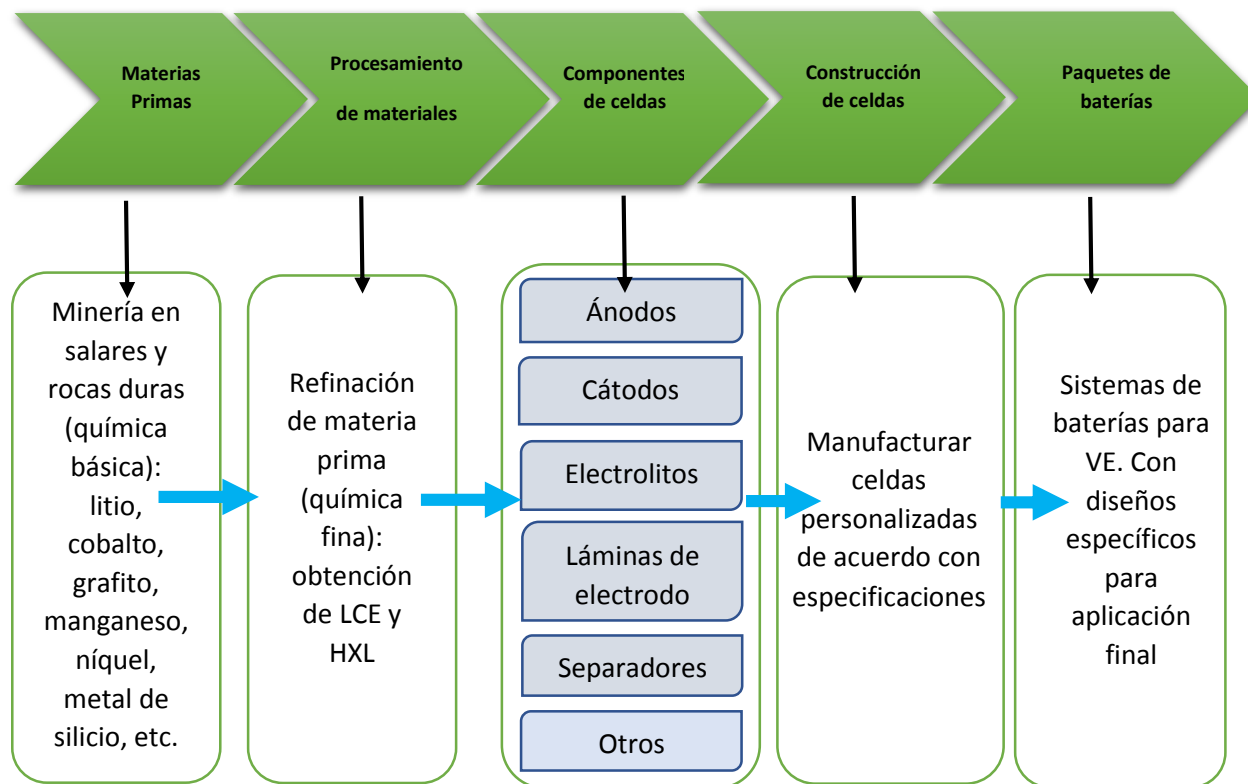 Materias
Primas
Procesamiento
de materiales
Componentes
de celdas
Construcción
de celdas
Paquetes de
baterías
Minería en
salares y
rocas duras
(química
básica):
litio,
cobalto,
grafito,
manganeso,
níquel,
metal de
silicio, etc.
Refinación
de materia
prima
(química
fina):
obtención
de LCE y
HXL
Ánodos
Cátodos
Electrolitos
Láminas de
electrodo
Separadores
Otros
Manufacturar
celdas
personalizadas
de acuerdo con
especificaciones
Sistemas de
baterías para
VE. Con
diseños
específicos
para
aplicación
final